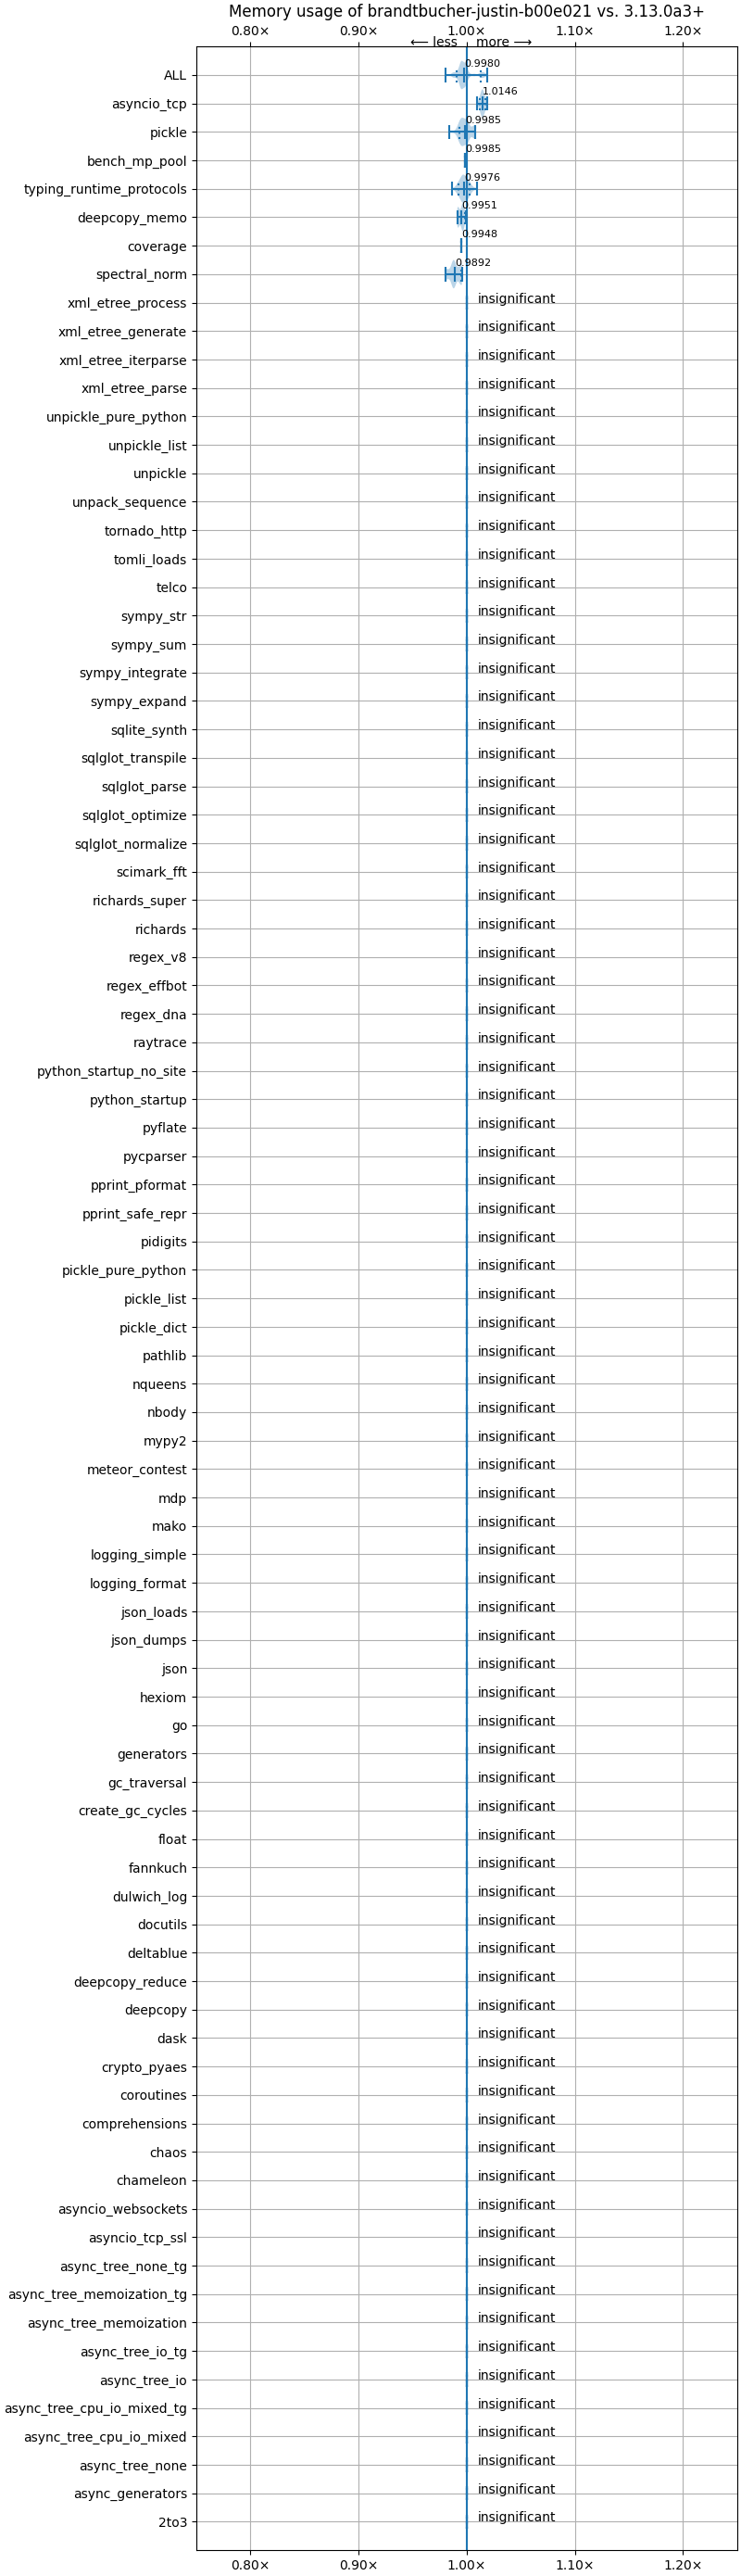 Memory usage of brandtbucher-justin-b00e021 vs. 3.13.0a3+
0.80× 0.90× 1.00× 1.10× 1.20×
⟵ less more ⟶
ALL 0.9980
asyncio_tcp 1.0146
pickle 0.9985
bench_mp_pool 0.9985
typing_runtime_protocols 0.9976
deepcopy_memo 0.9951
coverage 0.9948
spectral_norm 0.9892
xml_etree_process insignificant
xml_etree_generate insignificant
xml_etree_iterparse insignificant
xml_etree_parse insignificant
unpickle_pure_python insignificant
unpickle_list insignificant
unpickle insignificant
unpack_sequence insignificant
tornado_http insignificant
tomli_loads insignificant
telco insignificant
sympy_str insignificant
sympy_sum insignificant
sympy_integrate insignificant
sympy_expand insignificant
sqlite_synth insignificant
sqlglot_transpile insignificant
sqlglot_parse insignificant
sqlglot_optimize insignificant
sqlglot_normalize insignificant
scimark_fft insignificant
richards_super insignificant
richards insignificant
regex_v8 insignificant
regex_effbot insignificant
regex_dna insignificant
raytrace insignificant
python_startup_no_site insignificant
python_startup insignificant
pyflate insignificant
pycparser insignificant
pprint_pformat insignificant
pprint_safe_repr insignificant
pidigits insignificant
pickle_pure_python insignificant
pickle_list insignificant
pickle_dict insignificant
pathlib insignificant
nqueens insignificant
nbody insignificant
mypy2 insignificant
meteor_contest insignificant
mdp insignificant
mako insignificant
logging_simple insignificant
logging_format insignificant
json_loads insignificant
json_dumps insignificant
json insignificant
hexiom insignificant
go insignificant
generators insignificant
gc_traversal insignificant
create_gc_cycles insignificant
float insignificant
fannkuch insignificant
dulwich_log insignificant
docutils insignificant
deltablue insignificant
deepcopy_reduce insignificant
deepcopy insignificant
dask insignificant
crypto_pyaes insignificant
coroutines insignificant
comprehensions insignificant
chaos insignificant
chameleon insignificant
asyncio_websockets insignificant
asyncio_tcp_ssl insignificant
async_tree_none_tg insignificant
async_tree_memoization_tg insignificant
async_tree_memoization insignificant
async_tree_io_tg insignificant
async_tree_io insignificant
async_tree_cpu_io_mixed_tg insignificant
async_tree_cpu_io_mixed insignificant
async_tree_none insignificant
async_generators insignificant
2to3 insignificant
0.80× 0.90× 1.00× 1.10× 1.20×